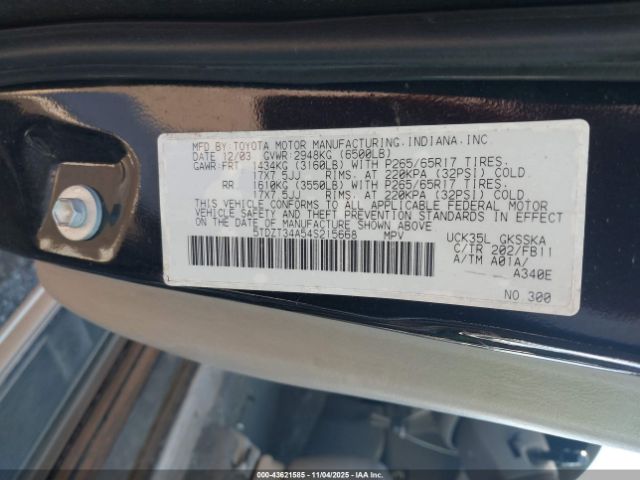 MFD.BY:TOYOTA MOTOR MANUFACTURING,INDIANA,INC
DATE 12/03 GVWR:2948KG (6500LB)
GAWR-FRT 1434KG (3160LB) WITH P265/65R17 TIRES.
17X7.5JJ RIMS. AT 220KPA (32PSI) COLD
RR 1610KG (3550LB) WITH P265/65R17 TIRES.
17X7.5JJ RIMS. AT 220KPA (32PSI) COLD.
THIS VEHICLE CONFORMS TO ALL APPLICABLE FEDERAL MOTOR
VEHICLE SAFETY AND THEFT PREVENTION STANDARDS IN EFFECT
ON THE DATE OF MANUFACTURE SHOWN ABOVE
5TDZT34A54S215668 MPV
UCK35L GKSSKA
C/TR 202/FB11
A/TM A01A/
A340E
NO 300
000-43621585 - 11/04/2025 - IAAI.COM